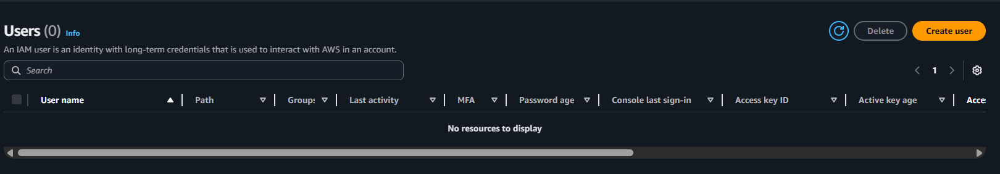 Users (0) Info
Delete
Create user
An IAM user is an identity with long-term credentials that is used to interact with AWS in an account.
Search
1
User name Path Groups Last activity MFA Password age Console last sign-in Access key ID Active key age Acce
No resources to display